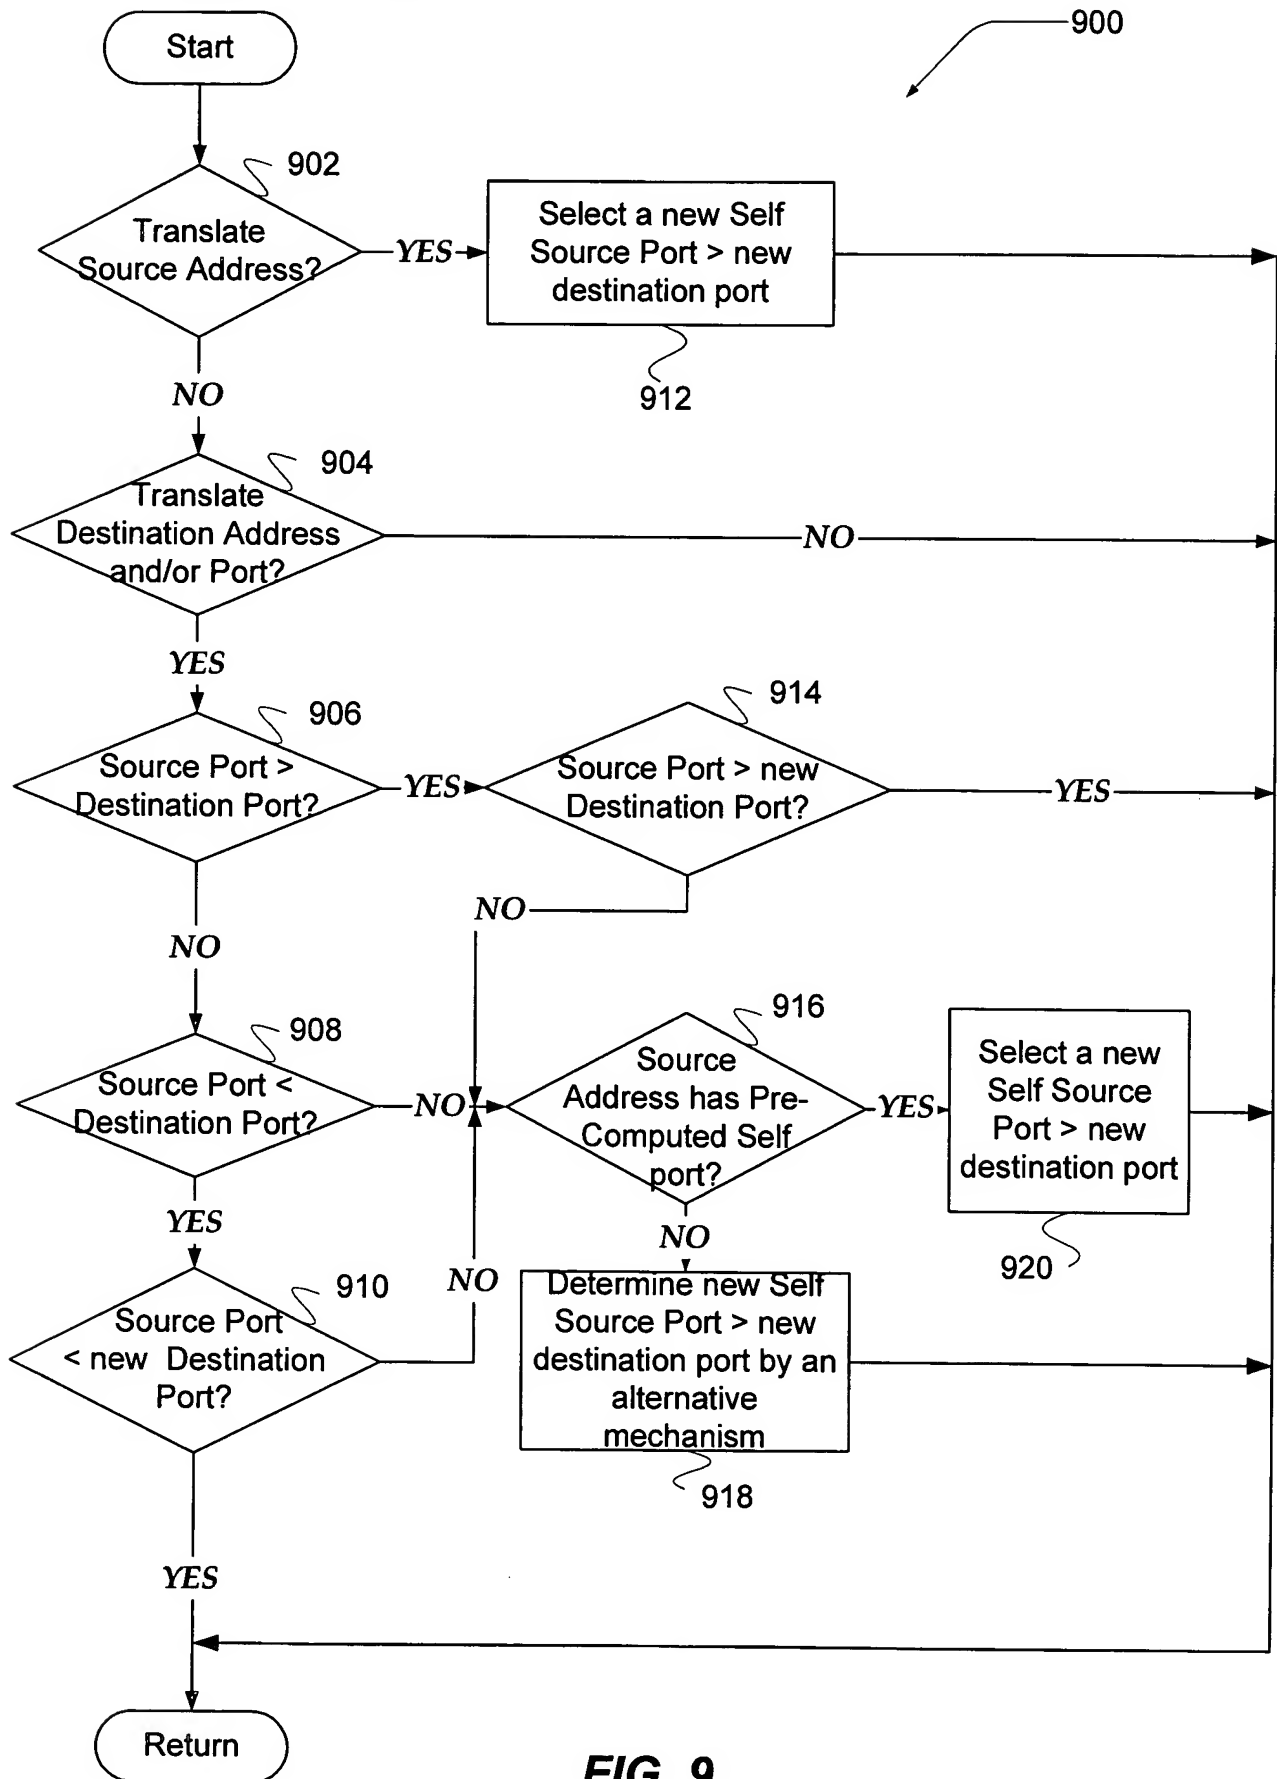 Start
900
902
Translate
Source Address?
YES
Select a new Self
Source Port > new
destination port
912
NO
904
Translate
Destination Address
and/or Port?
NO
YES
906
Source Port >
Destination Port?
YES
914
Source Port > new
Destination Port?
YES
NO
NO
908
Source Port <
Destination Port?
NO
916
Source
Address has Pre-
Computed Self
port?
YES
Select a new
Self Source
Port > new
destination port
920
YES
NO
910
Source Port
< new Destination
Port?
NO
Determine new Self
Source Port > new
destination port by an
alternative
mechanism
918
YES
Return
FIG. 9